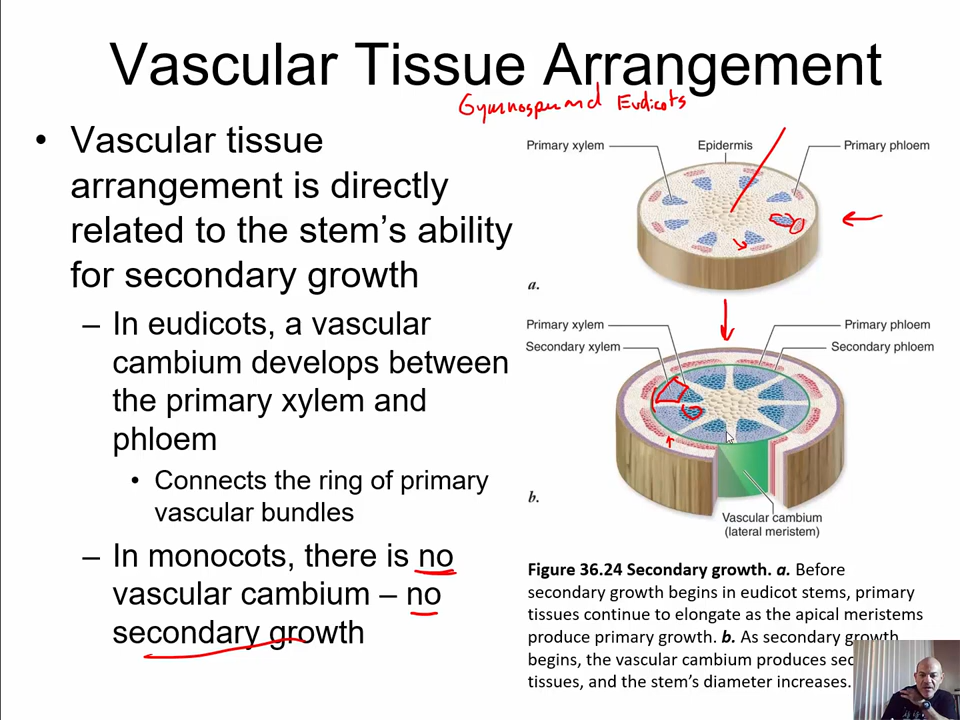 Vascular Tissue Arrangement
Gymnosperm and Eudicots
• Vascular tissue
arrangement is directly
related to the stem's ability
for secondary growth
– In eudicots, a vascular
cambium develops between
the primary xylem and
phloem
• Connects the ring of primary
vascular bundles
– In monocots, there is no
vascular cambium – no
secondary growth
Primary xylem
Epidermis
Primary phloem
a.
Primary xylem
Primary phloem
Secondary xylem
Secondary phloem
b.
Vascular cambium
(lateral meristem)
Figure 36.24 Secondary growth. a. Before
secondary growth begins in eudicot stems, primary
tissues continue to elongate as the apical meristems
produce primary growth. b. As secondary growth
begins, the vascular cambium produces
tissues, and the stem's diameter increases.